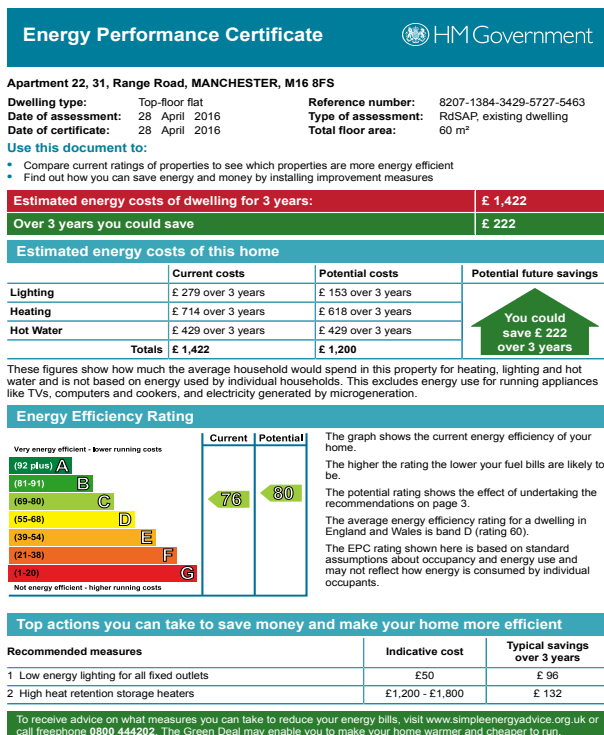 Energy Performance Certificate
HM Government
Apartment 22, 31, Range Road, MANCHESTER, M16 8FS
Dwelling type: Top-floor flat
Date of assessment: 28 April 2016
Date of certificate: 28 April 2016
Reference number: 8207-1384-3429-5727-5463
Type of assessment: RdSAP, existing dwelling
Total floor area: 60 m²
Use this document to:
• Compare current ratings of properties to see which properties are more energy efficient
• Find out how you can save energy and money by installing improvement measures
Estimated energy costs of dwelling for 3 years: £ 1,422
Over 3 years you could save £ 222
Estimated energy costs of this home
Current costs Potential costs Potential future savings
Lighting £ 279 over 3 years £ 153 over 3 years
Heating £ 714 over 3 years £ 618 over 3 years
Hot Water £ 429 over 3 years £ 429 over 3 years
Totals £ 1,422 £ 1,200
You could
save £ 222
over 3 years
These figures show how much the average household would spend in this property for heating, lighting and hot
water and is not based on energy used by individual households. This excludes energy use for running appliances
like TVs, computers and cookers, and electricity generated by microgeneration.
Energy Efficiency Rating
Current Potential
Very energy efficient - lower running costs
(92 plus) A
(81-91) B
(69-80) C
(55-68) D
(39-54) E
(21-38) F
(1-20) G
Not energy efficient - higher running costs
76 80
The graph shows the current energy efficiency of your
home.
The higher the rating the lower your fuel bills are likely to
be.
The potential rating shows the effect of undertaking the
recommendations on page 3.
The average energy efficiency rating for a dwelling in
England and Wales is band D (rating 60).
The EPC rating shown here is based on standard
assumptions about occupancy and energy use and
may not reflect how energy is consumed by individual
occupants.
Top actions you can take to save money and make your home more efficient
Recommended measures Indicative cost Typical savings
over 3 years
1 Low energy lighting for all fixed outlets £50 £ 96
2 High heat retention storage heaters £1,200 - £1,800 £ 132
To receive advice on what measures you can take to reduce your energy bills, visit www.simpleenergyadvice.org.uk or
call freephone 0800 444202. The Green Deal may enable you to make your home warmer and cheaper to run.